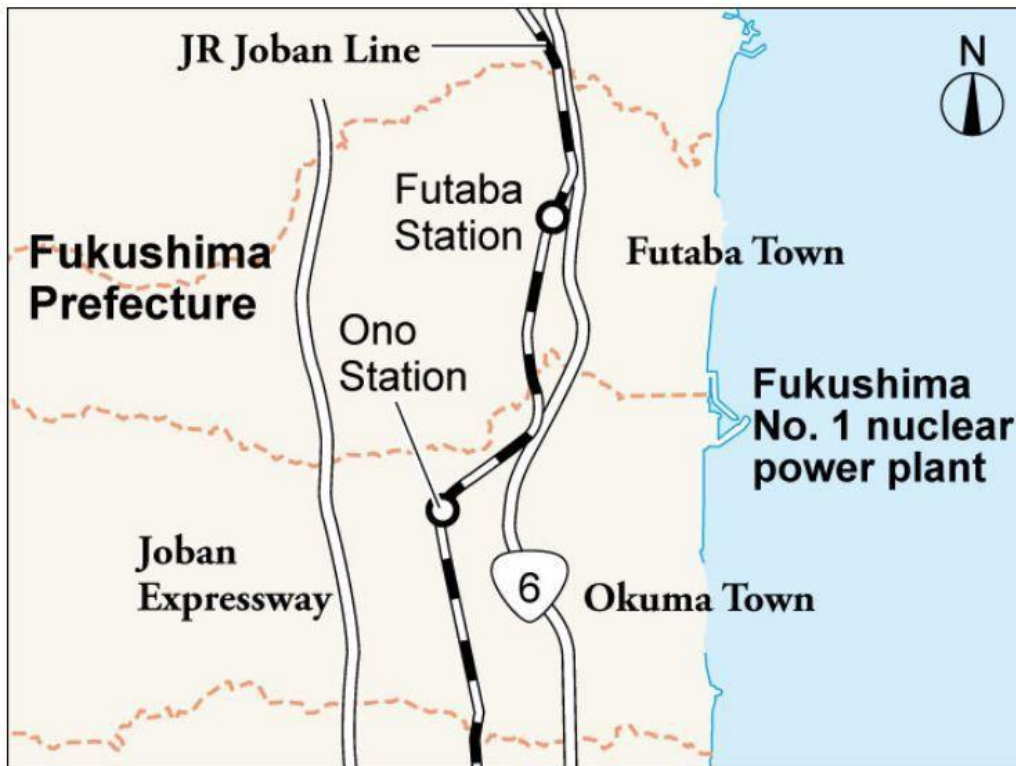 JR Joban Line
N
Futaba
Station
Fukushima
Prefecture
Futaba Town
Ono
Station
Fukushima
No. 1 nuclear
power plant
Joban
Expressway
6
Okuma Town